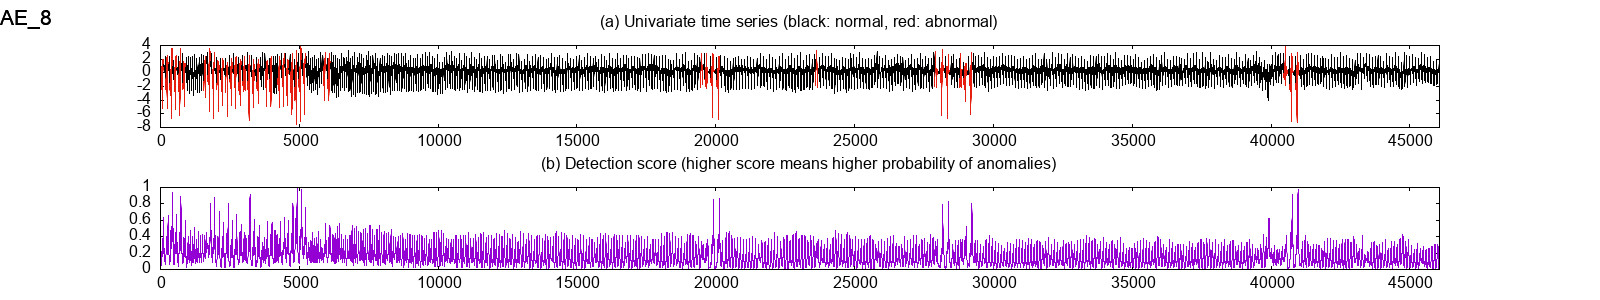 AE_8
(a) Univariate time series (black: normal, red: abnormal)
4
2
0
-2
-4
-6
-8
0 5000 10000 15000 20000 25000 30000 35000 40000 45000
(b) Detection score (higher score means higher probability of anomalies)
1
0.8
0.6
0.4
0.2
0
0 5000 10000 15000 20000 25000 30000 35000 40000 45000